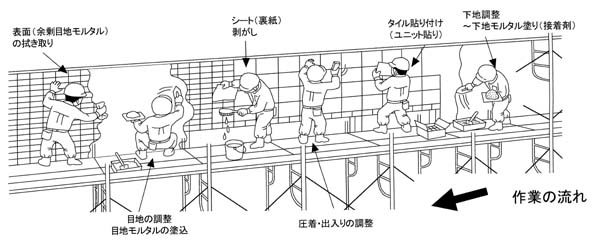 表面（余剰目地モルタル）
の拭き取り
シート（裏紙）
剥がし
タイル貼り付け
（ユニット貼り）
下地調整
～下地モルタル塗り（接着剤）
目地の調整
目地モルタルの塗込
圧着・出入りの調整
作業の流れ